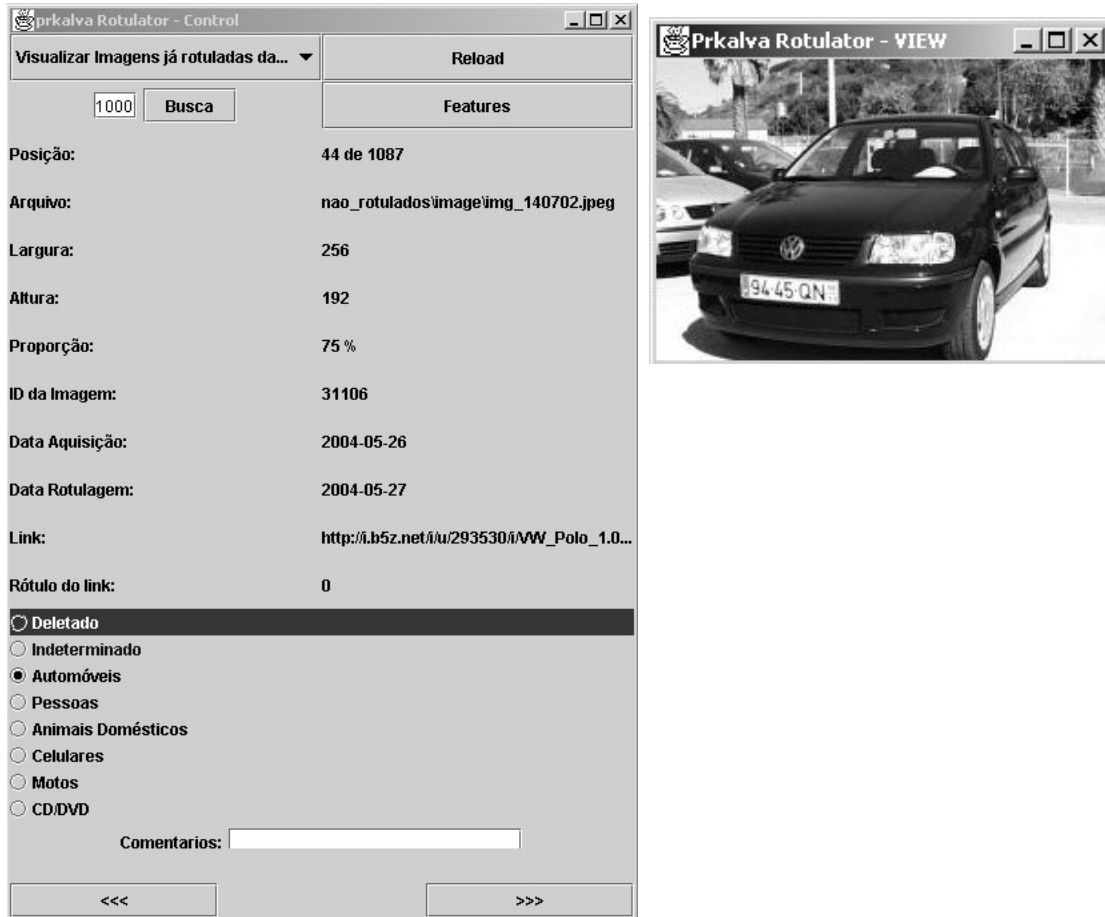 prkalva Rotulator - Control
Visualizar Imagens já rotuladas da...
Reload
1000
Busca
Features
Posição: 44 de 1087
Arquivo: nao_rotulados\image\img_140702.jpeg
Largura: 256
Altura: 192
Proporção: 75 %
ID da Imagem: 31106
Data Aquisição: 2004-05-26
Data Rotulagem: 2004-05-27
Link: http://i.b5z.net/i/u/293530/i/VW_Polo_1.0...
Rótulo do link: 0
Deletado
Indeterminado
Automóveis
Pessoas
Animais Domésticos
Celulares
Motos
CD/DVD
Comentarios:
<<<
>>>
Prkalva Rotulator - VIEW
94-45-QN